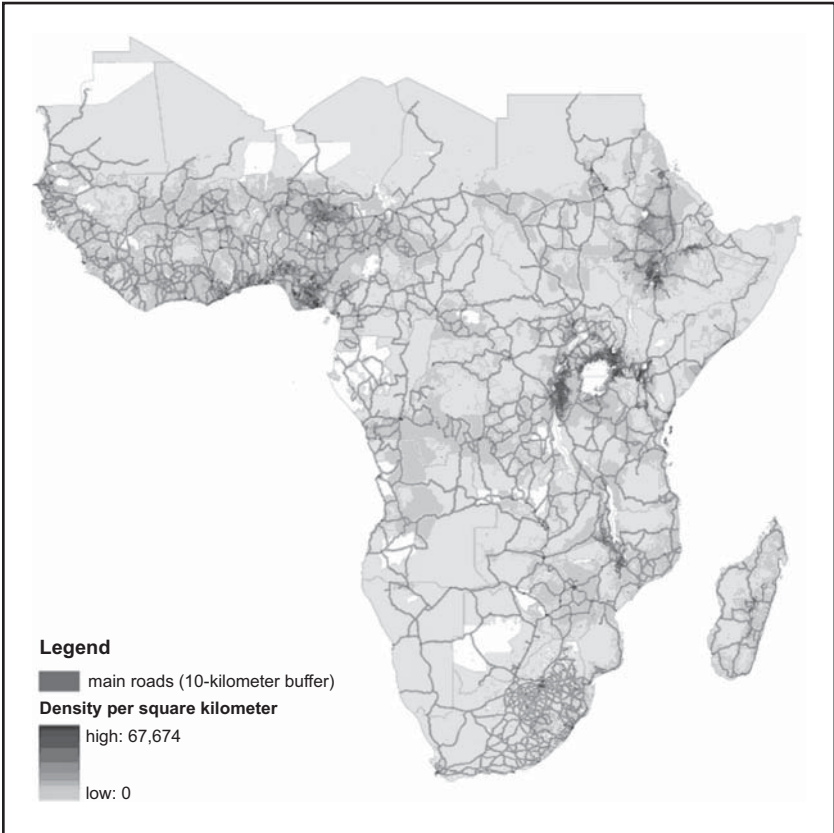 Legend
main roads (10-kilometer buffer)
Density per square kilometer
high: 67,674
low: 0